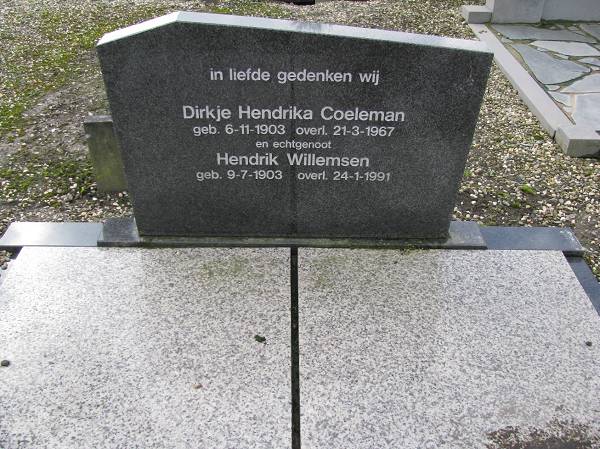 in liefde gedenken wij
Dirkje Hendrika Coeleman
geb. 6-11-1903 overl. 21-3-1967
en echtgenoot
Hendrik Willemsen
geb. 9-7-1903 overl. 24-1-1991